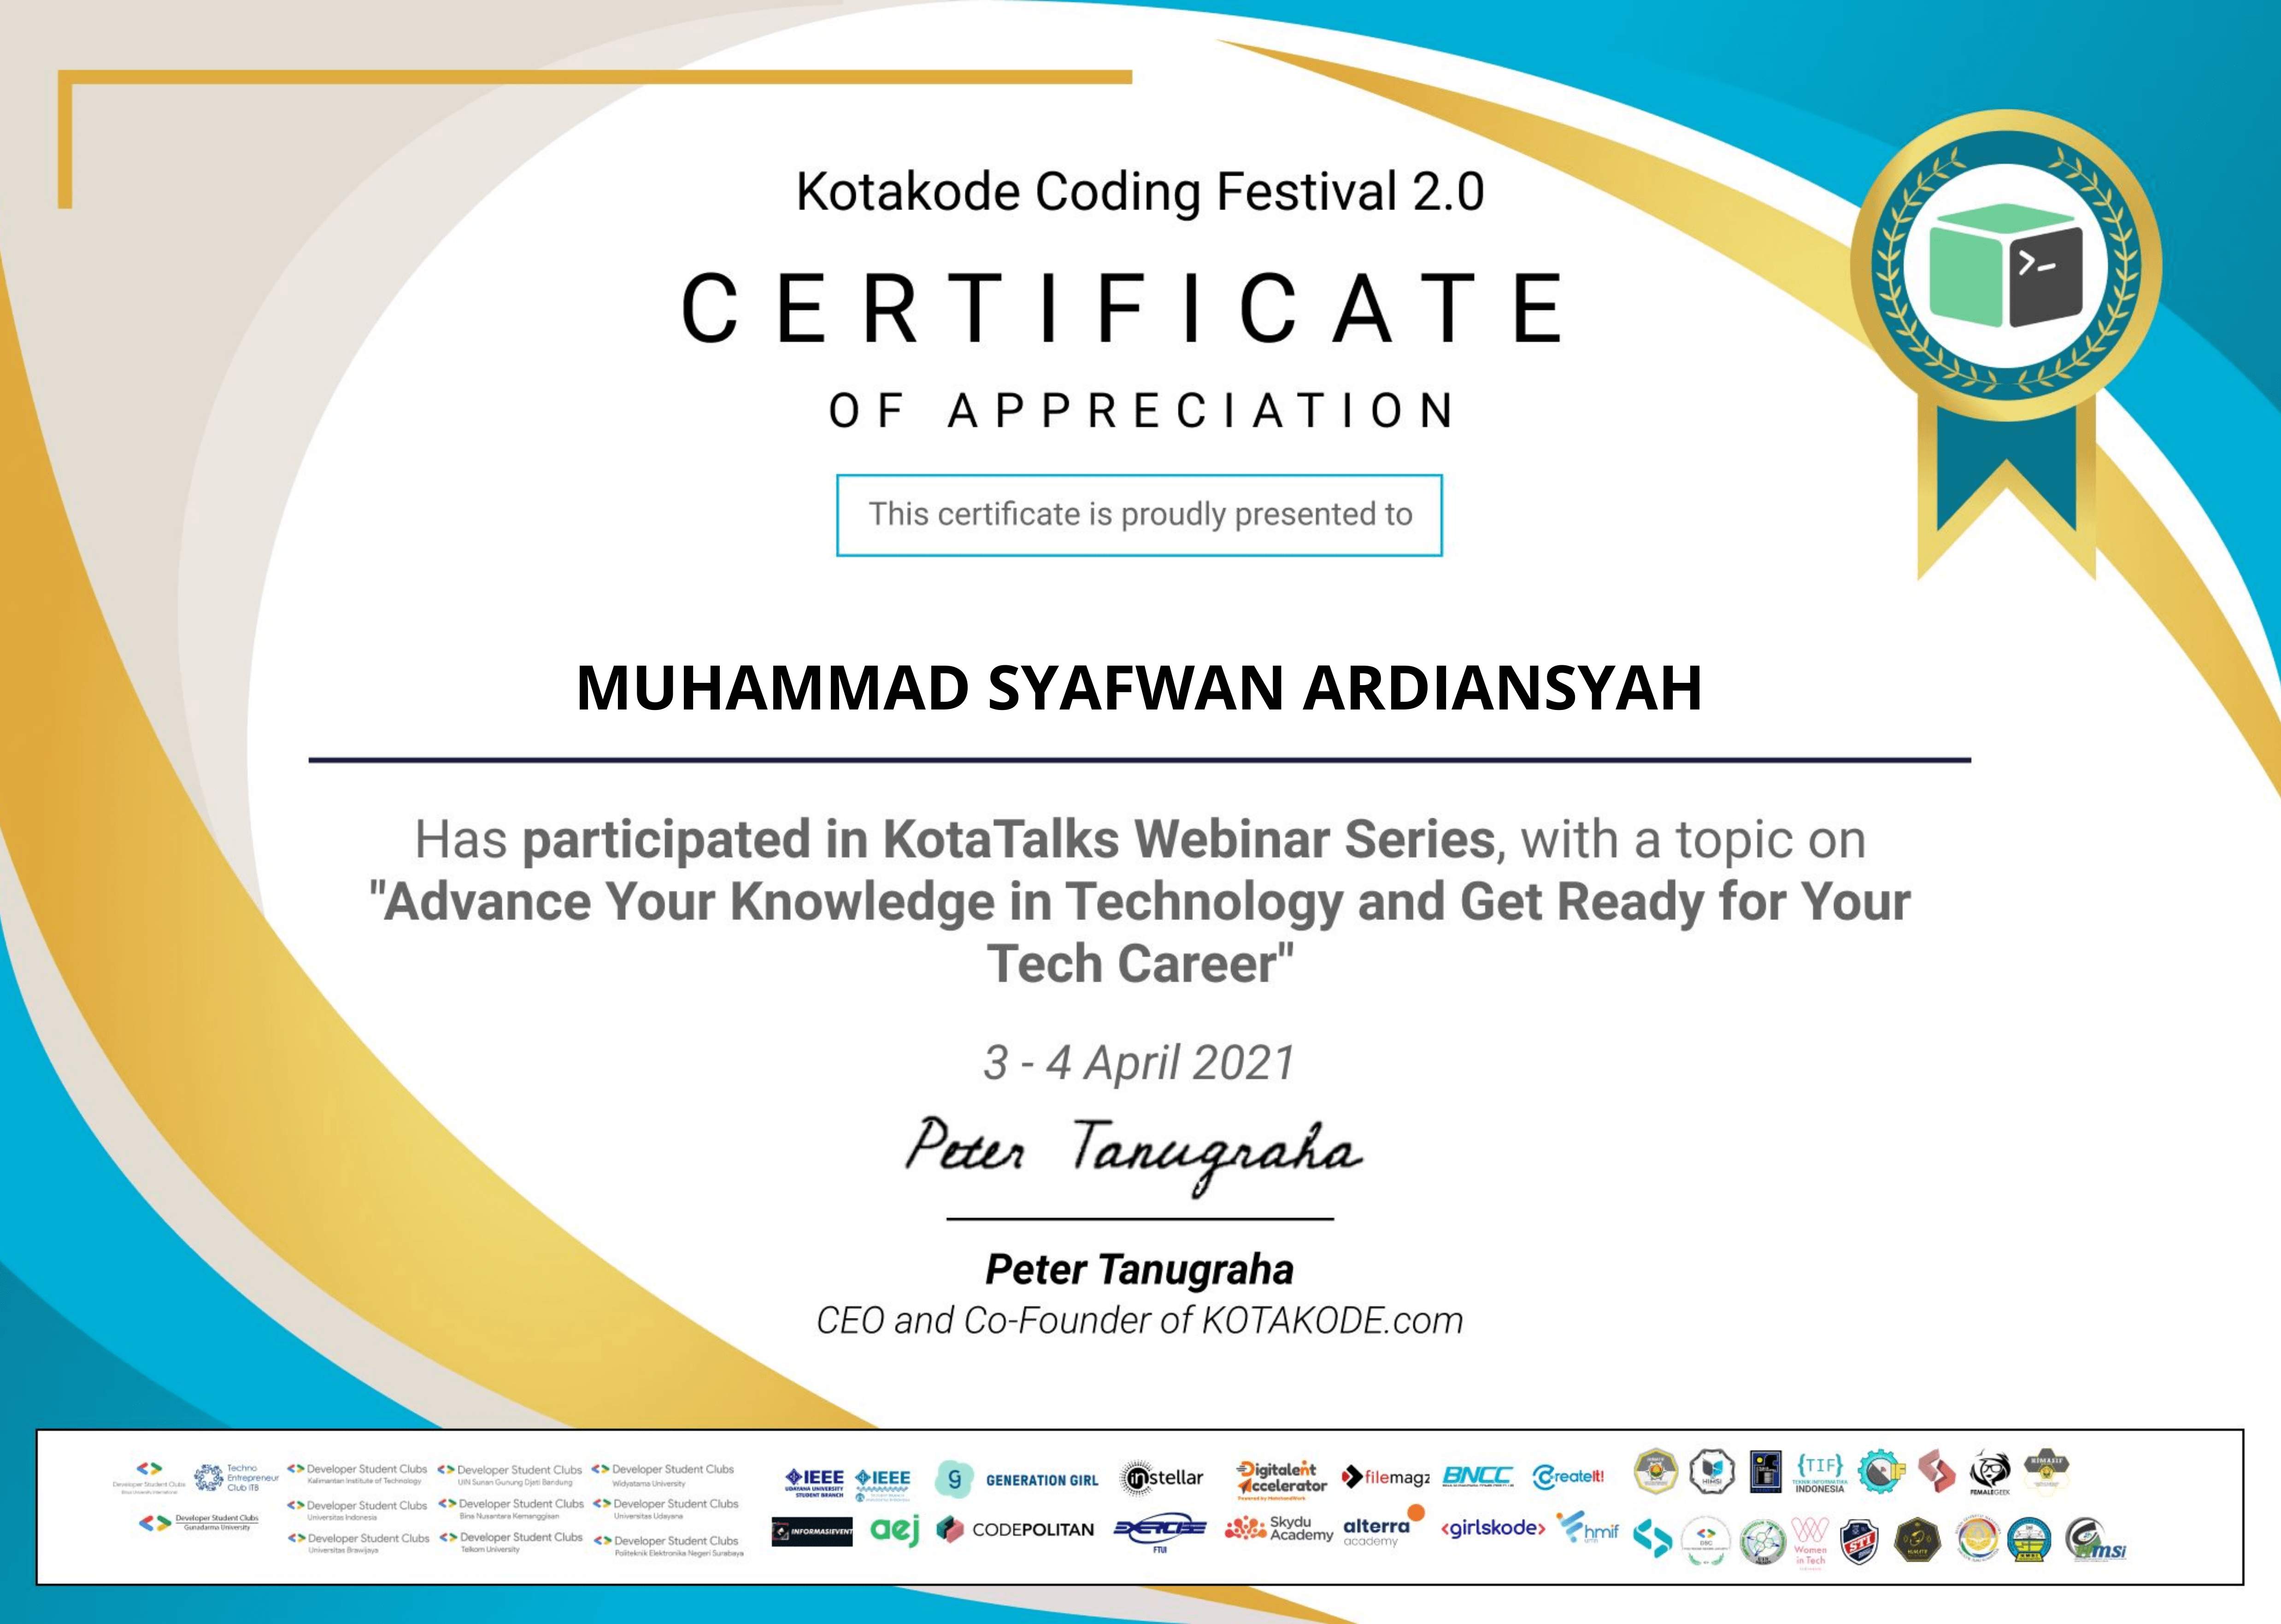 Kotakode Coding Festival 2.0
CERTIFICATE
OF APPRECIATION
This certificate is proudly presented to
MUHAMMAD SYAFWAN ARDIANSYAH
Has participated in KotaTalks Webinar Series, with a topic on
"Advance Your Knowledge in Technology and Get Ready for Your
Tech Career"
3 - 4 April 2021
Peter Tanugraha
Peter Tanugraha
CEO and Co-Founder of KOTAKODE.com
Developer Student Clubs
Techno
Entrepreneur
Club ITB
Developer Student Clubs
Kalimantan Institute of Technology
Developer Student Clubs
UIN Sunan Gunung Djati Bandung
Developer Student Clubs
Widyatama University
Developer Student Clubs
Gunadarma University
Developer Student Clubs
Universitas Indonesia
Developer Student Clubs
Bina Nusantara Kemanggisan
Developer Student Clubs
Universitas Udayana
Developer Student Clubs
Universitas Brawijaya
Developer Student Clubs
Telkom University
Developer Student Clubs
Politeknik Elektronika Negeri Surabaya
IEEE
UDAYANA UNIVERSITY
STUDENT BRANCH
IEEE
g
GENERATION GIRL
instellar
Digitalent
Accelerator
filemagz
BNCC
CreateIt!
HIMSI
{TIF}
TEKNIK INFORMATIKA
INDONESIA
FEMALEGEEK
HIMASIF
INFORMASIEVENT
aej
CODEPOLITAN
EXERCISE
FTUI
Skydu
Academy
alterra
academy
<girlskode>
hmif
DSC
Women
in Tech
STI
HMSI